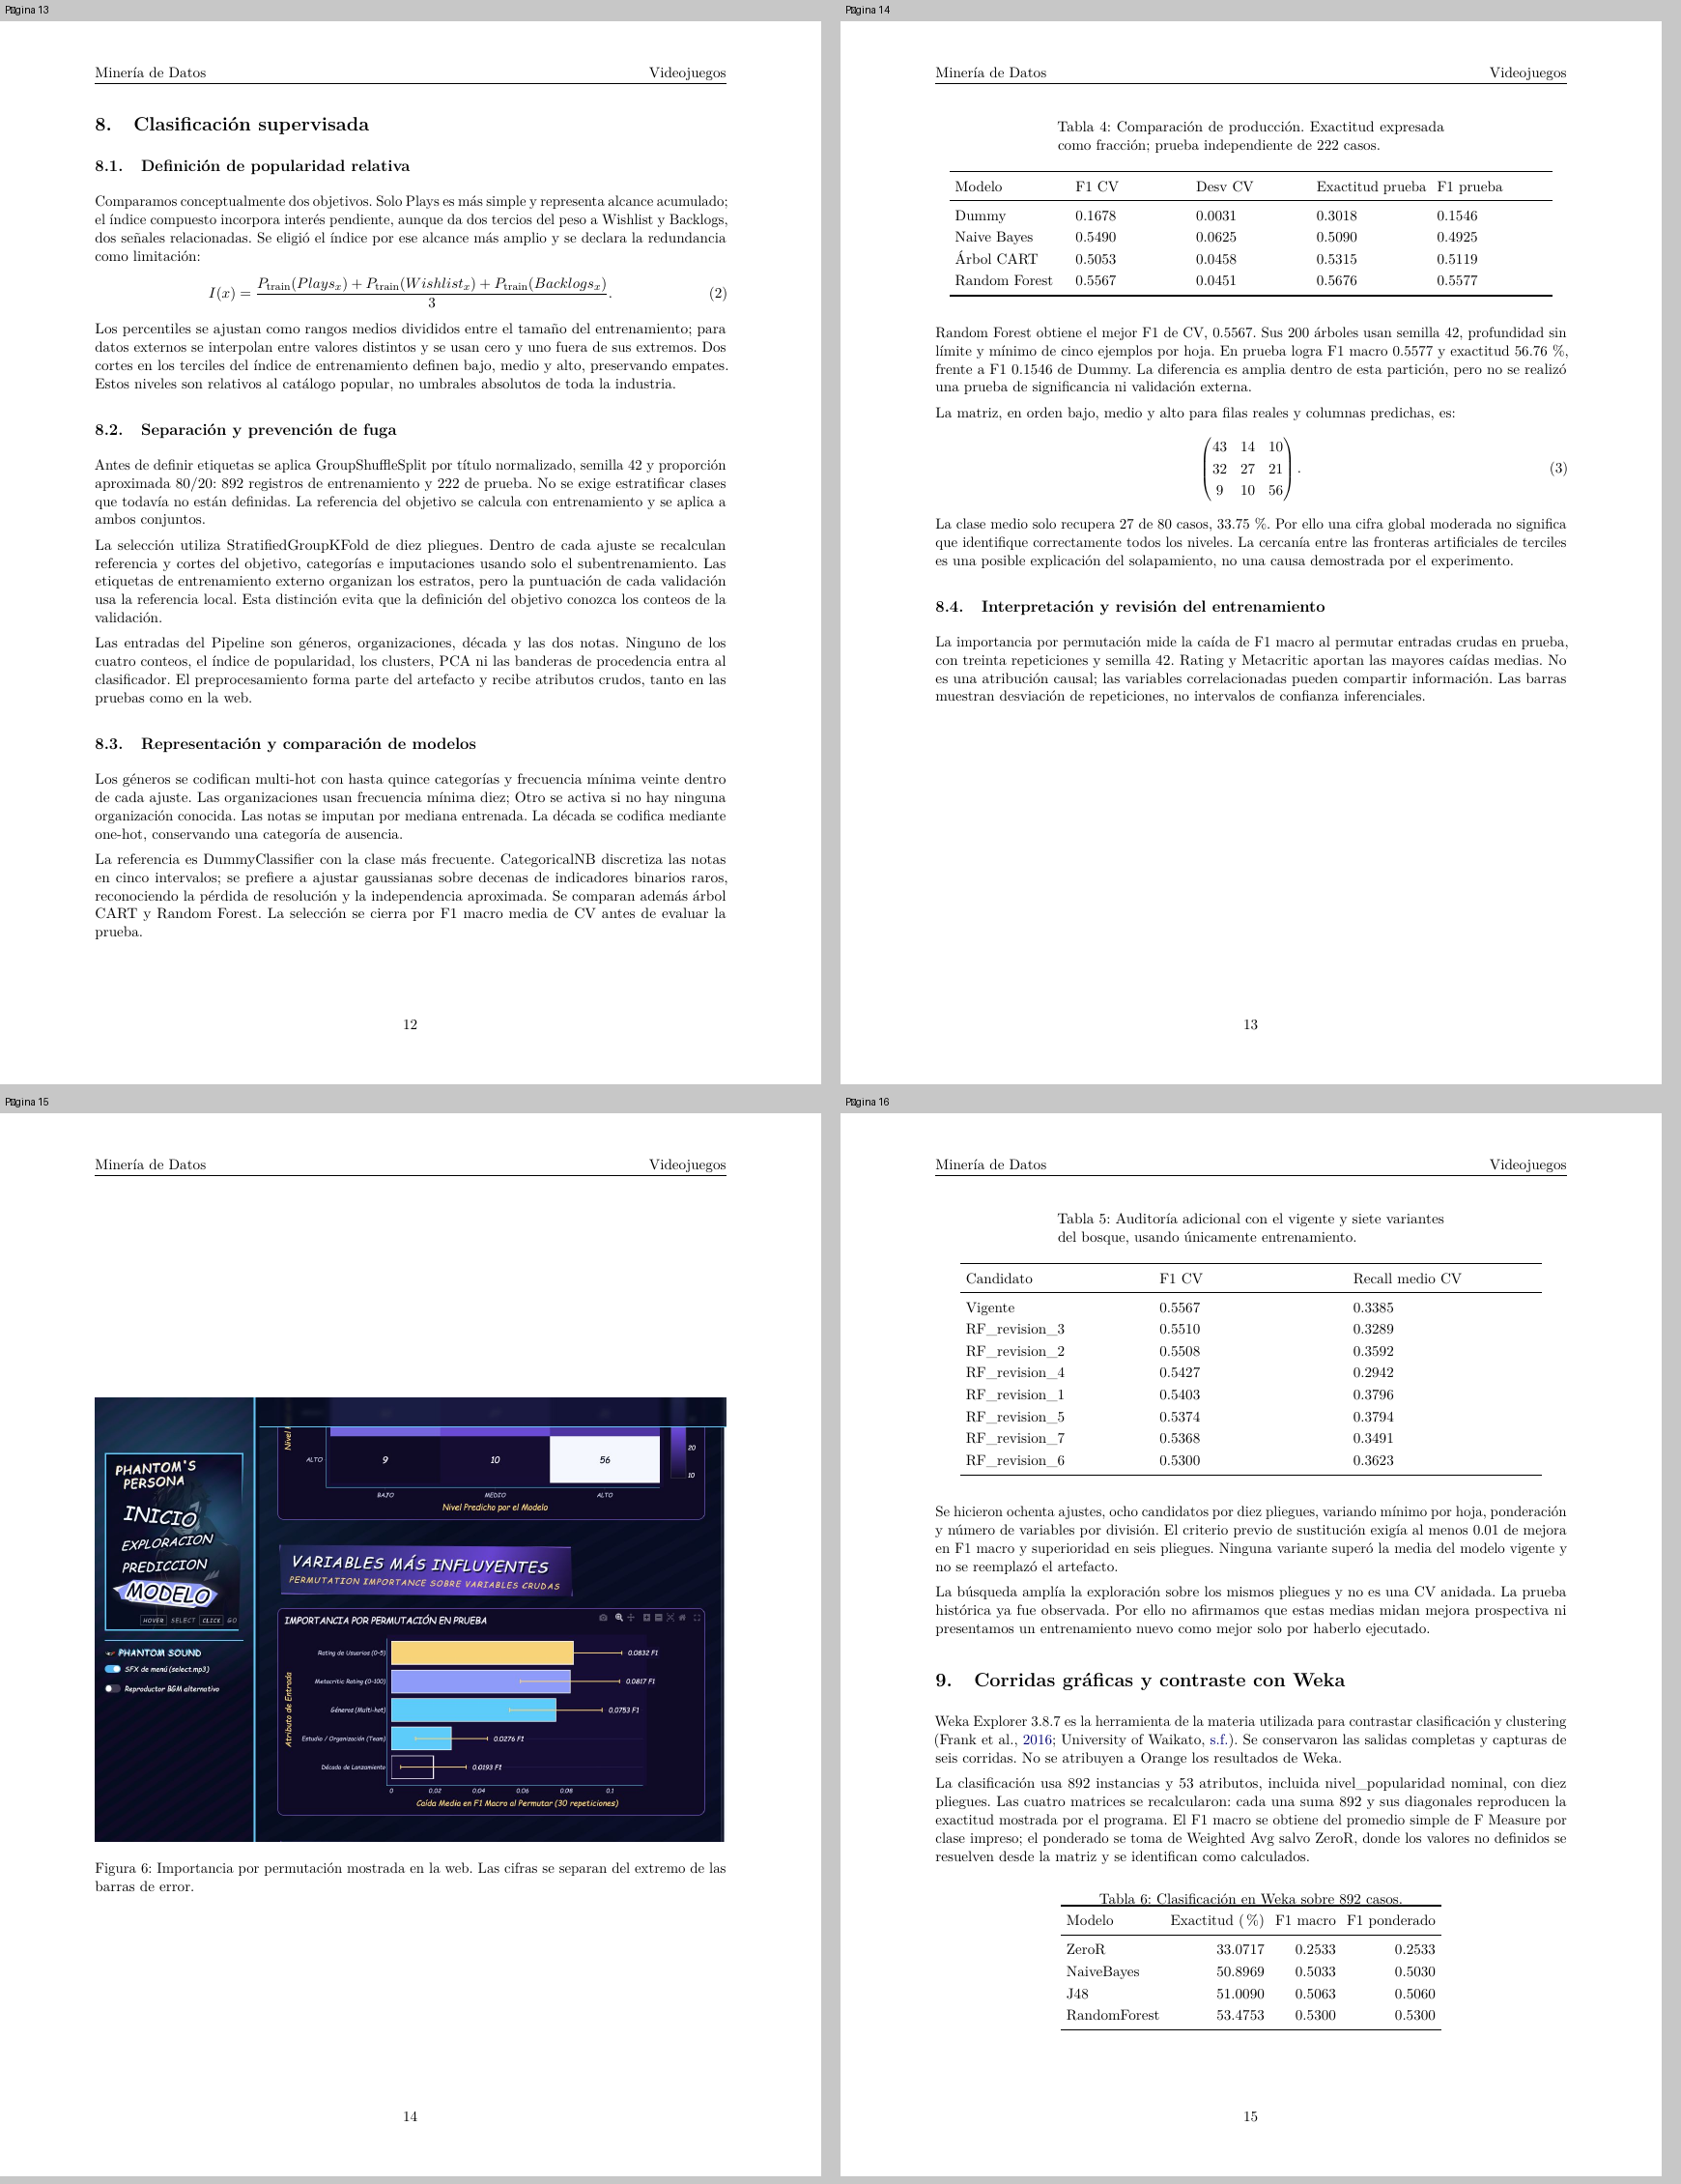 Página 13
Minería de Datos Videojuegos
8. Clasificación supervisada
8.1. Definición de popularidad relativa
Comparamos conceptualmente dos objetivos. Solo Plays es más simple y representa alcance acumulado;
el índice compuesto incorpora interés pendiente, aunque da dos tercios del peso a Wishlist y Backlogs,
dos señales relacionadas. Se eligió el índice por ese alcance más amplio y se declara la redundancia
como limitación:
I(x) = (P_train(Plays_x) + P_train(Wishlist_x) + P_train(Backlogs_x)) / 3. (2)
Los percentiles se ajustan como rangos medios divididos entre el tamaño del entrenamiento; para
datos externos se interpolan entre valores distintos y se usan cero y uno fuera de sus extremos. Dos
cortes en los terciles del índice de entrenamiento definen bajo, medio y alto, preservando empates.
Estos niveles son relativos al catálogo popular, no umbrales absolutos de toda la industria.
8.2. Separación y prevención de fuga
Antes de definir etiquetas se aplica GroupShuffleSplit por título normalizado, semilla 42 y proporción
aproximada 80/20: 892 registros de entrenamiento y 222 de prueba. No se exige estratificar clases
que todavía no están definidas. La referencia del objetivo se calcula con entrenamiento y se aplica a
ambos conjuntos.
La selección utiliza StratifiedGroupKFold de diez pliegues. Dentro de cada ajuste se recalculan
referencia y cortes del objetivo, categorías e imputaciones usando solo el subentrenamiento. Las
etiquetas de entrenamiento externo organizan los estratos, pero la puntuación de cada validación
usa la referencia local. Esta distinción evita que la definición del objetivo conozca los conteos de la
validación.
Las entradas del Pipeline son géneros, organizaciones, década y las dos notas. Ninguno de los
cuatro conteos, el índice de popularidad, los clusters, PCA ni las banderas de procedencia entra al
clasificador. El preprocesamiento forma parte del artefacto y recibe atributos crudos, tanto en las
pruebas como en la web.
8.3. Representación y comparación de modelos
Los géneros se codifican multi-hot con hasta quince categorías y frecuencia mínima veinte dentro
de cada ajuste. Las organizaciones usan frecuencia mínima diez; Otro se activa si no hay ninguna
organización conocida. Las notas se imputan por mediana entrenada. La década se codifica mediante
one-hot, conservando una categoría de ausencia.
La referencia es DummyClassifier con la clase más frecuente. CategoricalNB discretiza las notas
en cinco intervalos; se prefiere a ajustar gaussianas sobre decenas de indicadores binarios raros,
reconociendo la pérdida de resolución y la independencia aproximada. Se comparan además árbol
CART y Random Forest. La selección se cierra por F1 macro media de CV antes de evaluar la
prueba.
12
Página 14
Minería de Datos Videojuegos
Tabla 4: Comparación de producción. Exactitud expresada
como fracción; prueba independiente de 222 casos.
Modelo F1 CV Desv CV Exactitud prueba F1 prueba
Dummy 0.1678 0.0031 0.3018 0.1546
Naive Bayes 0.5490 0.0625 0.5090 0.4925
Árbol CART 0.5053 0.0458 0.5315 0.5119
Random Forest 0.5567 0.0451 0.5676 0.5577
Random Forest obtiene el mejor F1 de CV, 0.5567. Sus 200 árboles usan semilla 42, profundidad sin
límite y mínimo de cinco ejemplos por hoja. En prueba logra F1 macro 0.5577 y exactitud 56.76 %,
frente a F1 0.1546 de Dummy. La diferencia es amplia dentro de esta partición, pero no se realizó
una prueba de significancia ni validación externa.
La matriz, en orden bajo, medio y alto para filas reales y columnas predichas, es:
43 14 10
32 27 21 . (3)
9 10 56
La clase medio solo recupera 27 de 80 casos, 33.75 %. Por ello una cifra global moderada no significa
que identifique correctamente todos los niveles. La cercanía entre las fronteras artificiales de terciles
es una posible explicación del solapamiento, no una causa demostrada por el experimento.
8.4. Interpretación y revisión del entrenamiento
La importancia por permutación mide la caída de F1 macro al permutar entradas crudas en prueba,
con treinta repeticiones y semilla 42. Rating y Metacritic aportan las mayores caídas medias. No
es una atribución causal; las variables correlacionadas pueden compartir información. Las barras
muestran desviación de repeticiones, no intervalos de confianza inferenciales.
13
Página 15
Minería de Datos Videojuegos
PHANTOM'S
PERSONA
INICIO
EXPLORACION
PREDICCION
MODELO
HOVER SELECT CLICK GO
PHANTOM SOUND
SFX de menú (select.mp3)
Reproductor BGM alternativo
Nivel
ALTO 9 10 56
20
10
BAJO MEDIO ALTO
Nivel Predicho por el Modelo
VARIABLES MÁS INFLUYENTES
PERMUTATION IMPORTANCE SOBRE VARIABLES CRUDAS
IMPORTANCIA POR PERMUTACIÓN EN PRUEBA
Atributo de Entrada
Rating de Usuarios (0-5) 0.0832 F1
Metacritic Rating (0-100) 0.0817 F1
Géneros (Multi-hot) 0.0753 F1
Estudio / Organización (Team) 0.0276 F1
Década de Lanzamiento 0.0193 F1
0 0.02 0.04 0.06 0.08 0.1
Caída Media en F1 Macro al Permutar (30 repeticiones)
Figura 6: Importancia por permutación mostrada en la web. Las cifras se separan del extremo de las
barras de error.
14
Página 16
Minería de Datos Videojuegos
Tabla 5: Auditoría adicional con el vigente y siete variantes
del bosque, usando únicamente entrenamiento.
Candidato F1 CV Recall medio CV
Vigente 0.5567 0.3385
RF_revision_3 0.5510 0.3289
RF_revision_2 0.5508 0.3592
RF_revision_4 0.5427 0.2942
RF_revision_1 0.5403 0.3796
RF_revision_5 0.5374 0.3794
RF_revision_7 0.5368 0.3491
RF_revision_6 0.5300 0.3623
Se hicieron ochenta ajustes, ocho candidatos por diez pliegues, variando mínimo por hoja, ponderación
y número de variables por división. El criterio previo de sustitución exigía al menos 0.01 de mejora
en F1 macro y superioridad en seis pliegues. Ninguna variante superó la media del modelo vigente y
no se reemplazó el artefacto.
La búsqueda amplía la exploración sobre los mismos pliegues y no es una CV anidada. La prueba
histórica ya fue observada. Por ello no afirmamos que estas medias midan mejora prospectiva ni
presentamos un entrenamiento nuevo como mejor solo por haberlo ejecutado.
9. Corridas gráficas y contraste con Weka
Weka Explorer 3.8.7 es la herramienta de la materia utilizada para contrastar clasificación y clustering
(Frank et al., 2016; University of Waikato, s.f.). Se conservaron las salidas completas y capturas de
seis corridas. No se atribuyen a Orange los resultados de Weka.
La clasificación usa 892 instancias y 53 atributos, incluida nivel_popularidad nominal, con diez
pliegues. Las cuatro matrices se recalcularon: cada una suma 892 y sus diagonales reproducen la
exactitud mostrada por el programa. El F1 macro se obtiene del promedio simple de F Measure por
clase impreso; el ponderado se toma de Weighted Avg salvo ZeroR, donde los valores no definidos se
resuelven desde la matriz y se identifican como calculados.
Tabla 6: Clasificación en Weka sobre 892 casos.
Modelo Exactitud (%) F1 macro F1 ponderado
ZeroR 33.0717 0.2533 0.2533
NaiveBayes 50.8969 0.5033 0.5030
J48 51.0090 0.5063 0.5060
RandomForest 53.4753 0.5300 0.5300
15